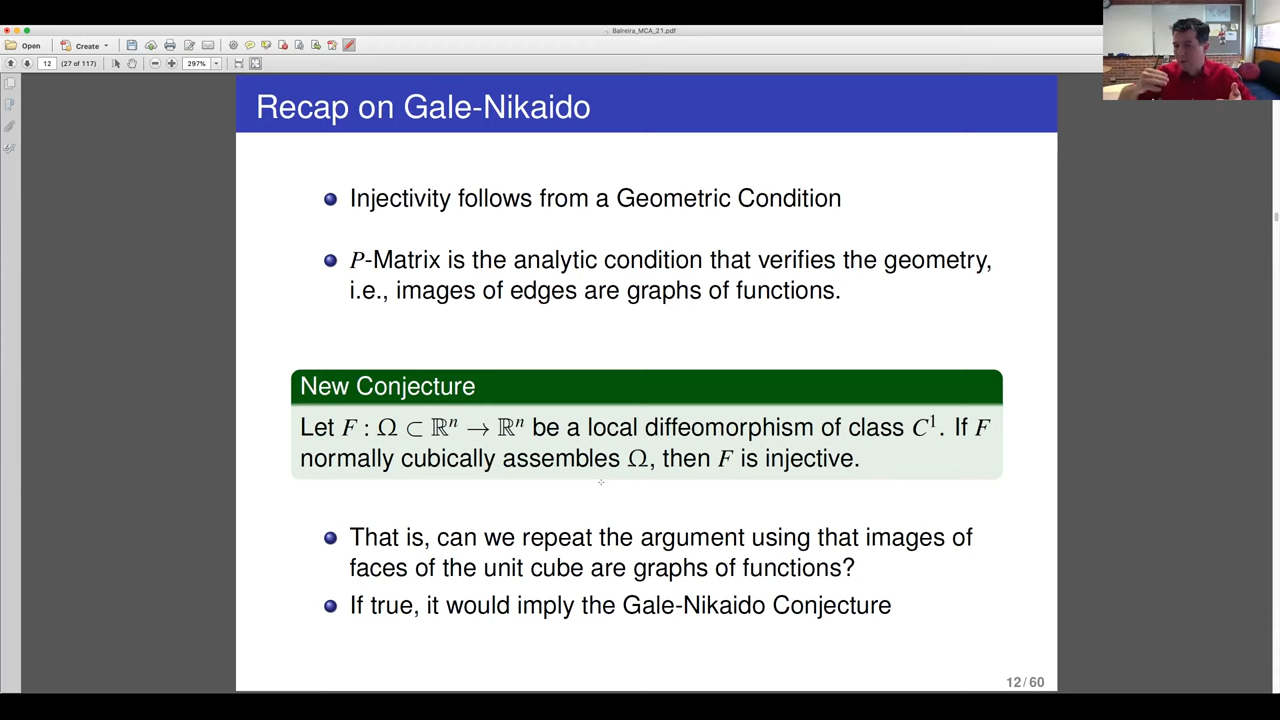 Balreira_MCA_21.pdf
Open
Create
12
(27 of 117)
297%
Recap on Gale-Nikaido
Injectivity follows from a Geometric Condition
P-Matrix is the analytic condition that verifies the geometry,
i.e., images of edges are graphs of functions.
New Conjecture
Let F : Ω ⊂ ℝⁿ → ℝⁿ be a local diffeomorphism of class C¹. If F
normally cubically assembles Ω, then F is injective.
That is, can we repeat the argument using that images of
faces of the unit cube are graphs of functions?
If true, it would imply the Gale-Nikaido Conjecture
12 / 60